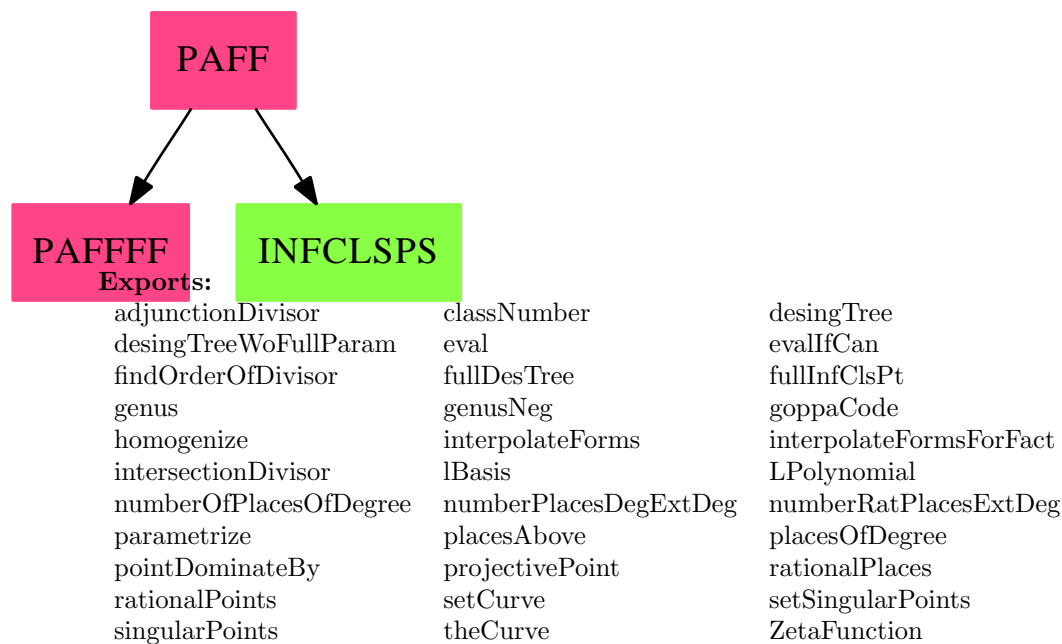 PAFF
PAFFFF INFCLSPS
Exports:
adjunctionDivisor classNumber desingTree
desingTreeWoFullParam eval evalIfCan
findOrderOfDivisor fullDesTree fullInfClsPt
genus genusNeg goppaCode
homogenize interpolateForms interpolateFormsForFact
intersectionDivisor lBasis LPolynomial
numberOfPlacesOfDegree numberPlacesDegExtDeg numberRatPlacesExtDeg
parametrize placesAbove placesOfDegree
pointDominateBy projectivePoint rationalPlaces
rationalPoints setCurve setSingularPoints
singularPoints theCurve ZetaFunction